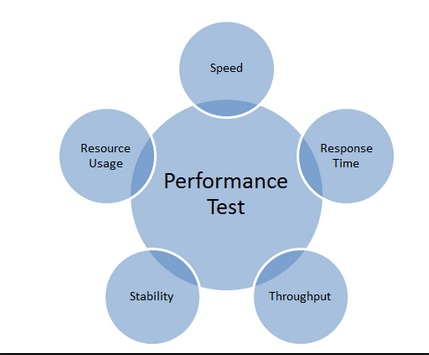 Speed
Resource
Usage
Response
Time
Performance
Test
Stability
Throughput